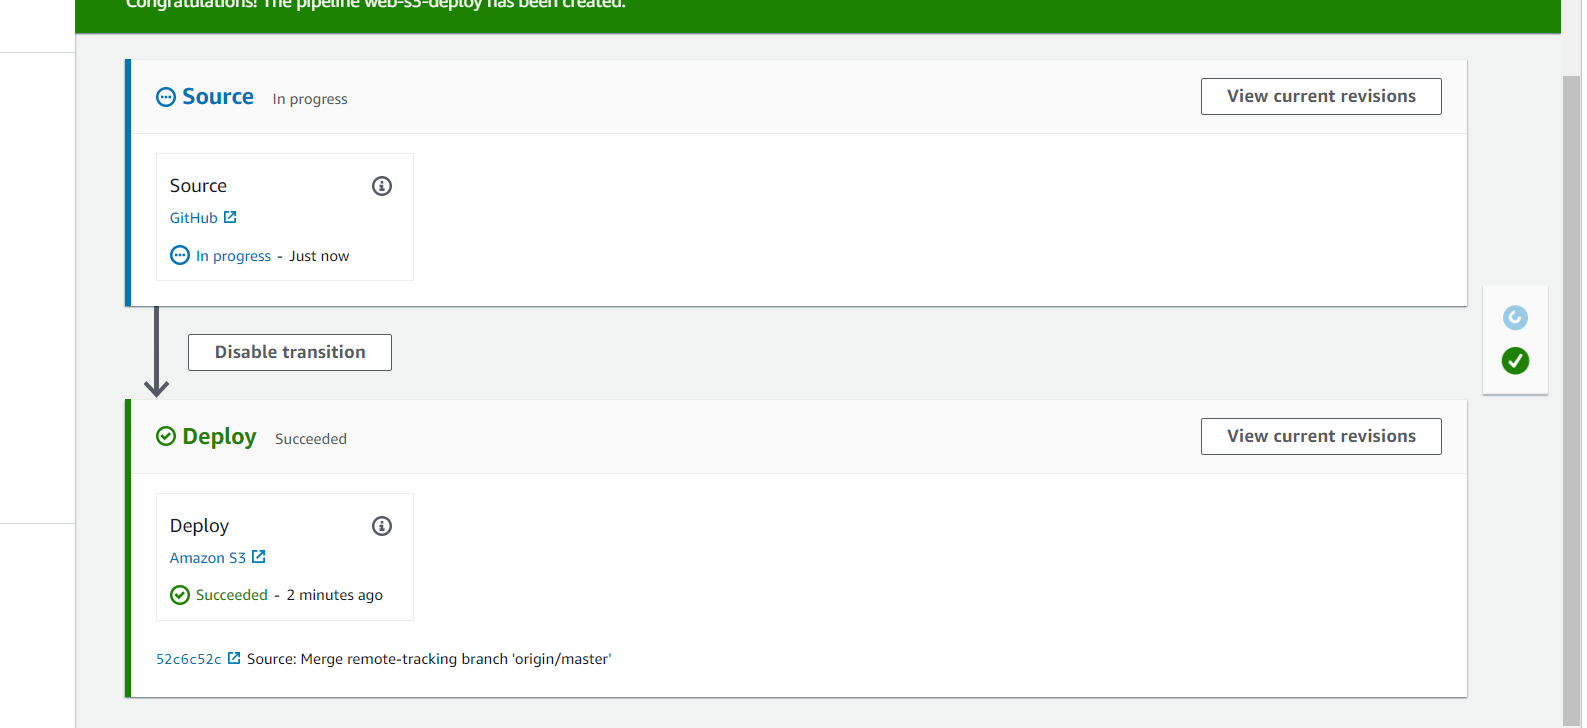 Congratulations! The pipeline web-s3-deploy has been created.
Source In progress
View current revisions
Source
GitHub
In progress - Just now
Disable transition
Deploy Succeeded
View current revisions
Deploy
Amazon S3
Succeeded - 2 minutes ago
52c6c52c Source: Merge remote-tracking branch 'origin/master'